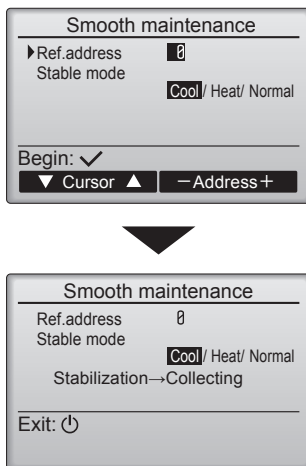 Smooth maintenance
Ref.address 0
Stable mode
Cool / Heat/ Normal
Begin: ✓
▼ Cursor ▲ －Address＋
Smooth maintenance
Ref.address 0
Stable mode
Cool / Heat/ Normal
Stabilization→Collecting
Exit: ⏻